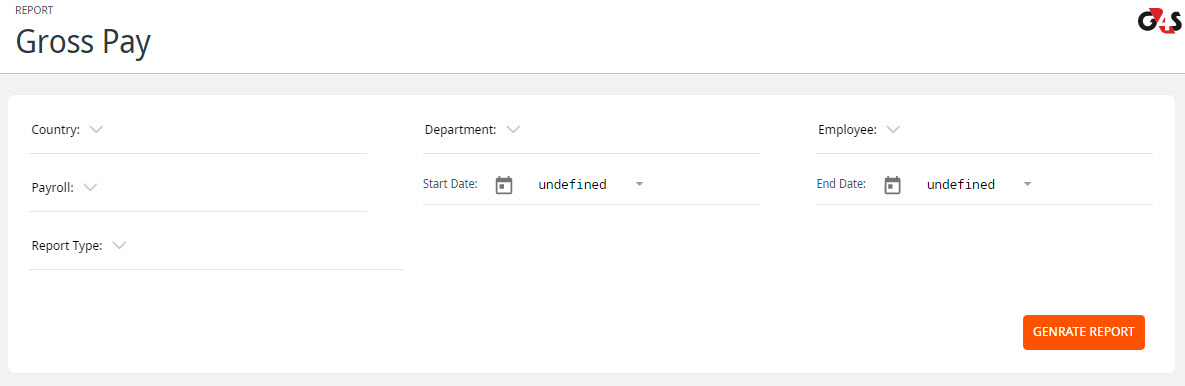 REPORT
Gross Pay
G4S
Country:
Department:
Employee:
Payroll:
Start Date: undefined
End Date: undefined
Report Type:
GENRATE REPORT